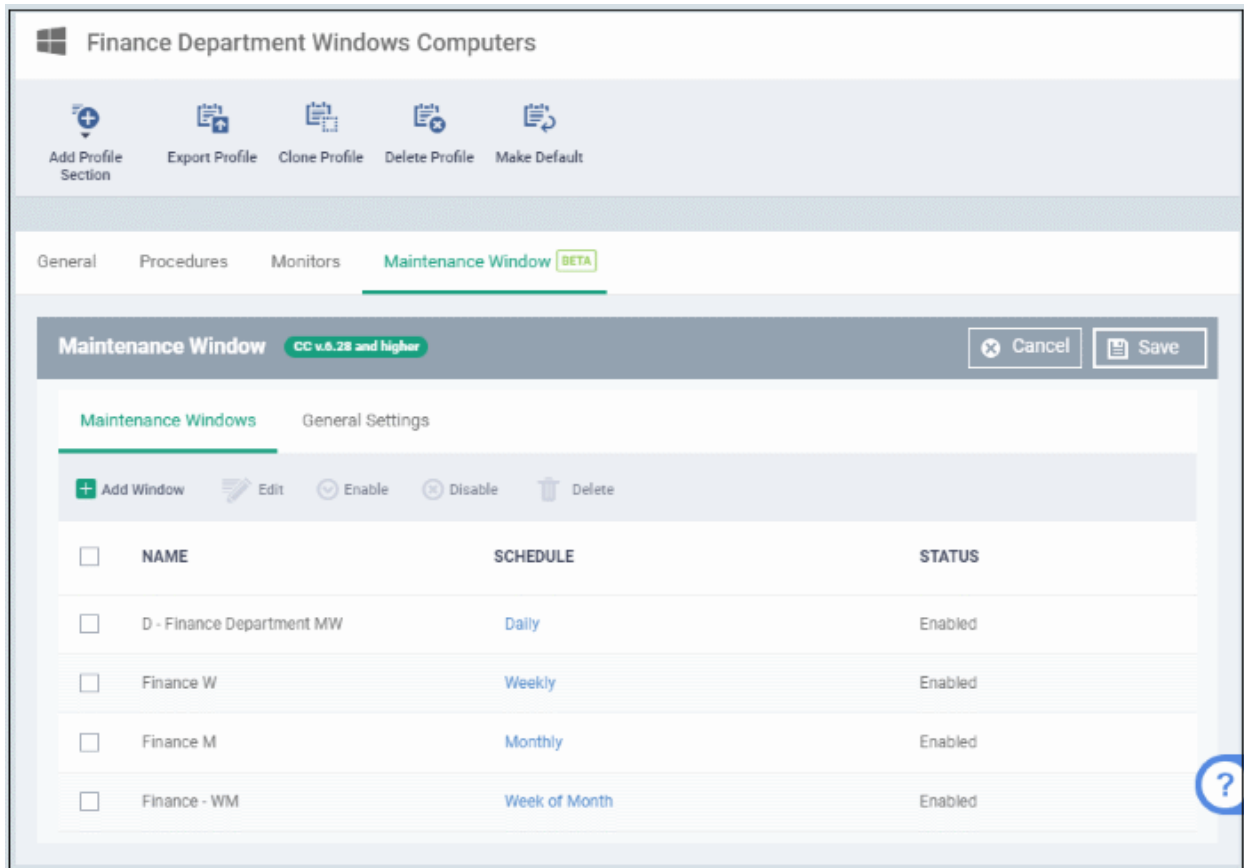 Finance Department Windows Computers
Add Profile
Section
Export Profile
Clone Profile
Delete Profile
Make Default
General Procedures Monitors Maintenance Window BETA
Maintenance Window CC v.6.28 and higher Cancel Save
Maintenance Windows General Settings
Add Window Edit Enable Disable Delete
NAME SCHEDULE STATUS
D - Finance Department MW Daily Enabled
Finance W Weekly Enabled
Finance M Monthly Enabled
Finance - WM Week of Month Enabled
?